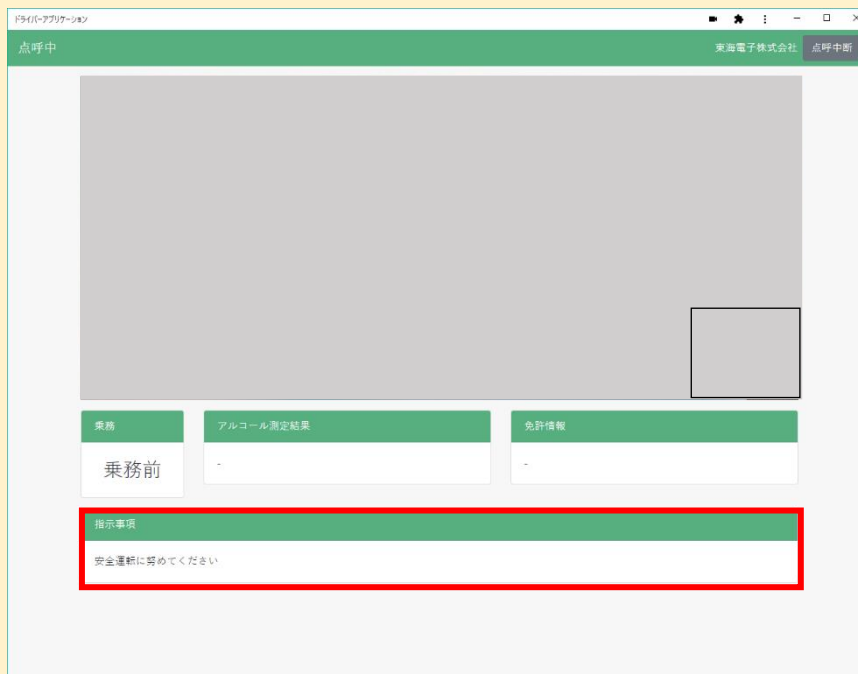 ドライバーアプリケーション
点呼中
東海電子株式会社 点呼中断
乗務
アルコール測定結果
免許情報
乗務前
-
-
指示事項
安全運転に努めてください